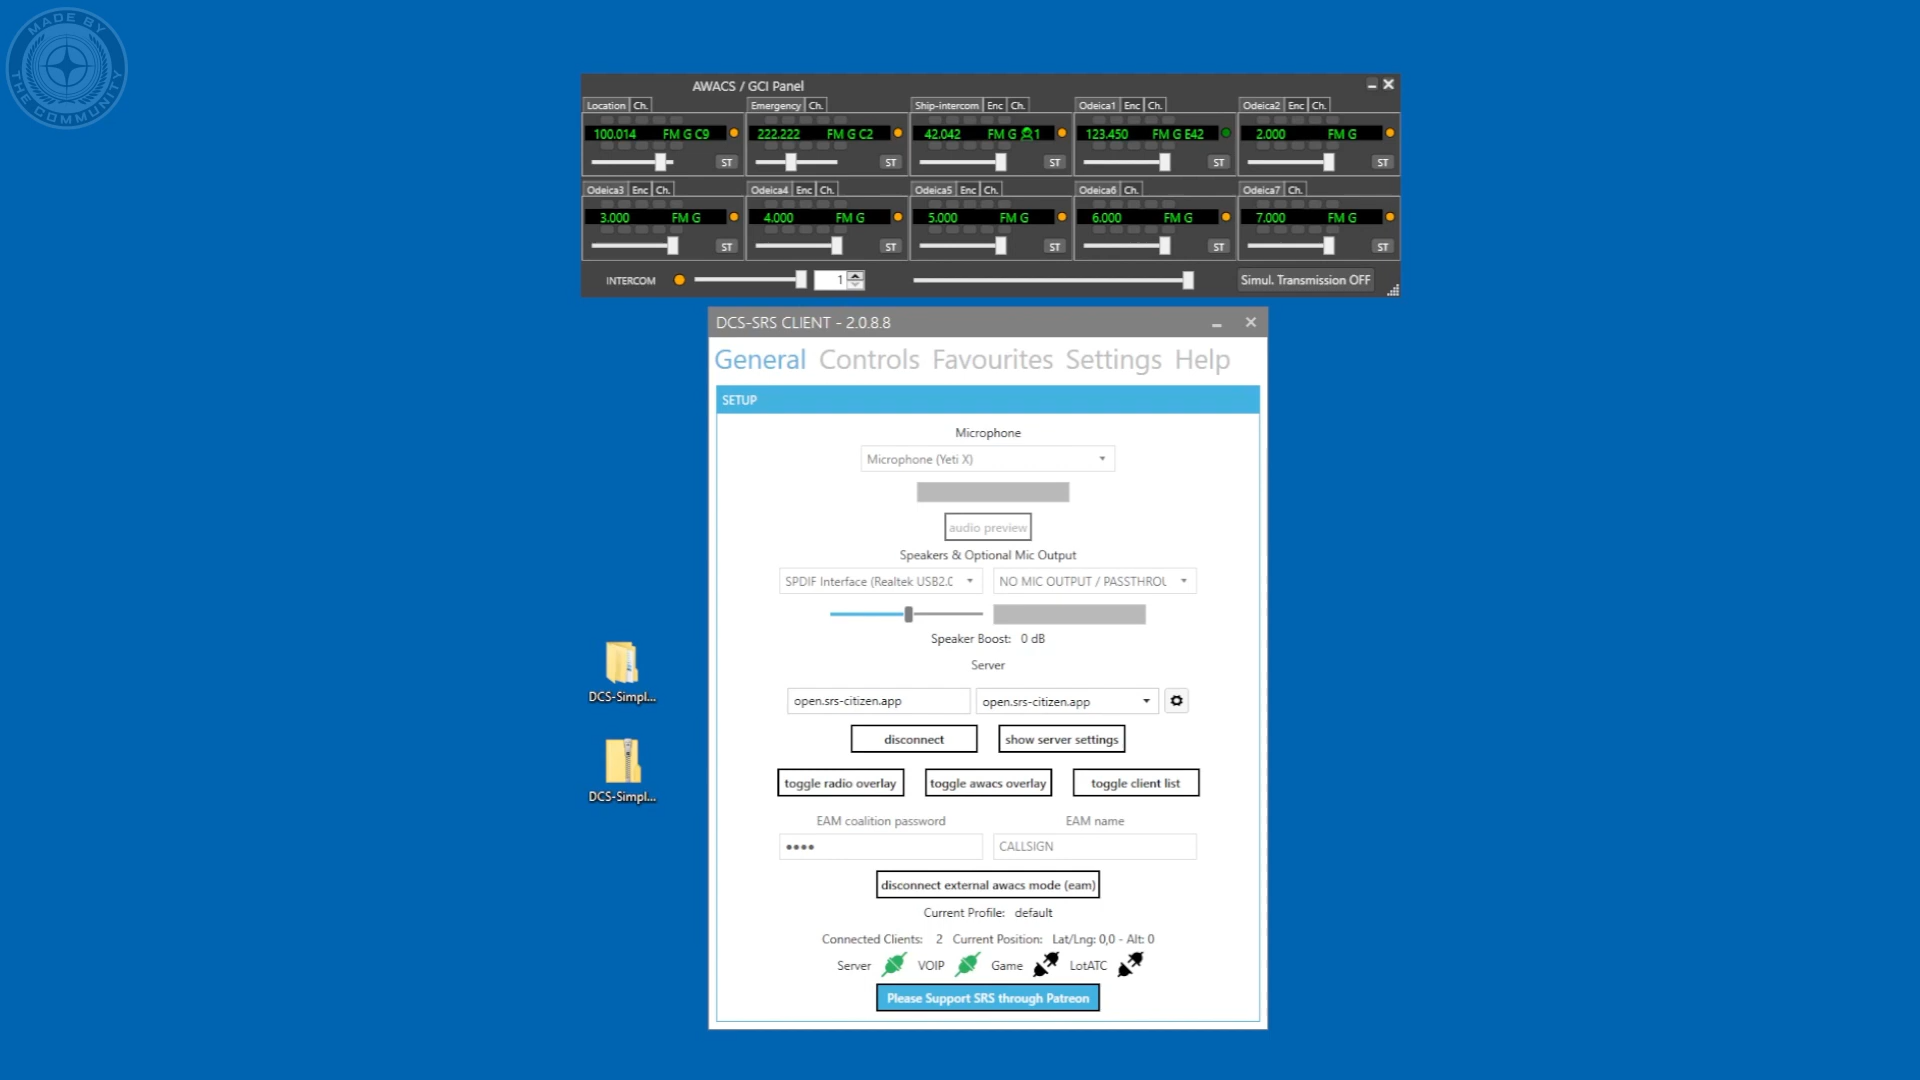 MADE BY
THE COMMUNITY
AWACS / GCI Panel
Location Ch. Emergency Ch. Ship-intercom Enc Ch. Odeica1 Enc Ch. Odeica2 Enc Ch.
100.014 FM G C9 222.222 FM G C2 42.042 FM G 1 123.450 FM G E42 2.000 FM G
ST ST ST ST ST
Odeica3 Enc Ch. Odeica4 Enc Ch. Odeica5 Enc Ch. Odeica6 Ch. Odeica7 Ch.
3.000 FM G 4.000 FM G 5.000 FM G 6.000 FM G 7.000 FM G
ST ST ST ST ST
INTERCOM 1 Simul. Transmission OFF
DCS-SRS CLIENT - 2.0.8.8
General Controls Favourites Settings Help
SETUP
Microphone
Microphone (Yeti X)
audio preview
Speakers & Optional Mic Output
SPDIF Interface (Realtek USB2.0 NO MIC OUTPUT / PASSTHROU
Speaker Boost: 0 dB
Server
open.srs-citizen.app open.srs-citizen.app
disconnect show server settings
toggle radio overlay toggle awacs overlay toggle client list
EAM coalition password EAM name
•••• CALLSIGN
disconnect external awacs mode (eam)
Current Profile: default
Connected Clients: 2 Current Position: Lat/Lng: 0,0 - Alt: 0
Server VOIP Game LotATC
Please Support SRS through Patreon
DCS-Simpl...
DCS-Simpl...